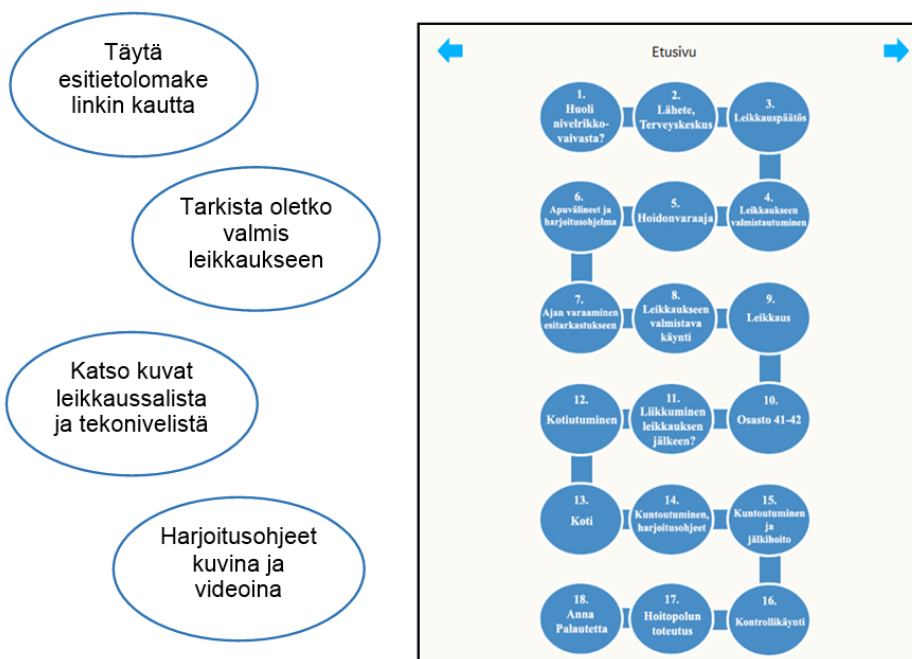 Täytä
esitietolomake
linkin kautta
Tarkista oletko
valmis
leikkaukseen
Katso kuvat
leikkaussalista
ja tekonivelistä
Harjoitusohjeet
kuvina ja
videoina
Etusivu
1.
Huoli
nivelrikko-
vaivasta?
2.
Lähete,
Terveyskeskus
3.
Leikkauspäätös
4.
Leikkaukseen
valmistautuminen
5.
Hoidonvaraaja
6.
Apuvälineet ja
harjoitusohjelma
7.
Ajan varaaminen
esitarkastukseen
8.
Leikkaukseen
valmistava
käynti
9.
Leikkaus
10.
Osasto 41-42
11.
Liikkuminen
leikkauksen
jälkeen?
12.
Kotiutuminen
13.
Koti
14.
Kuntoutuminen,
harjoitusohjeet
15.
Kuntoutuminen
ja
jälkihoito
16.
Kontrollikäynti
17.
Hoitopolun
toteutus
18.
Anna
Palautetta